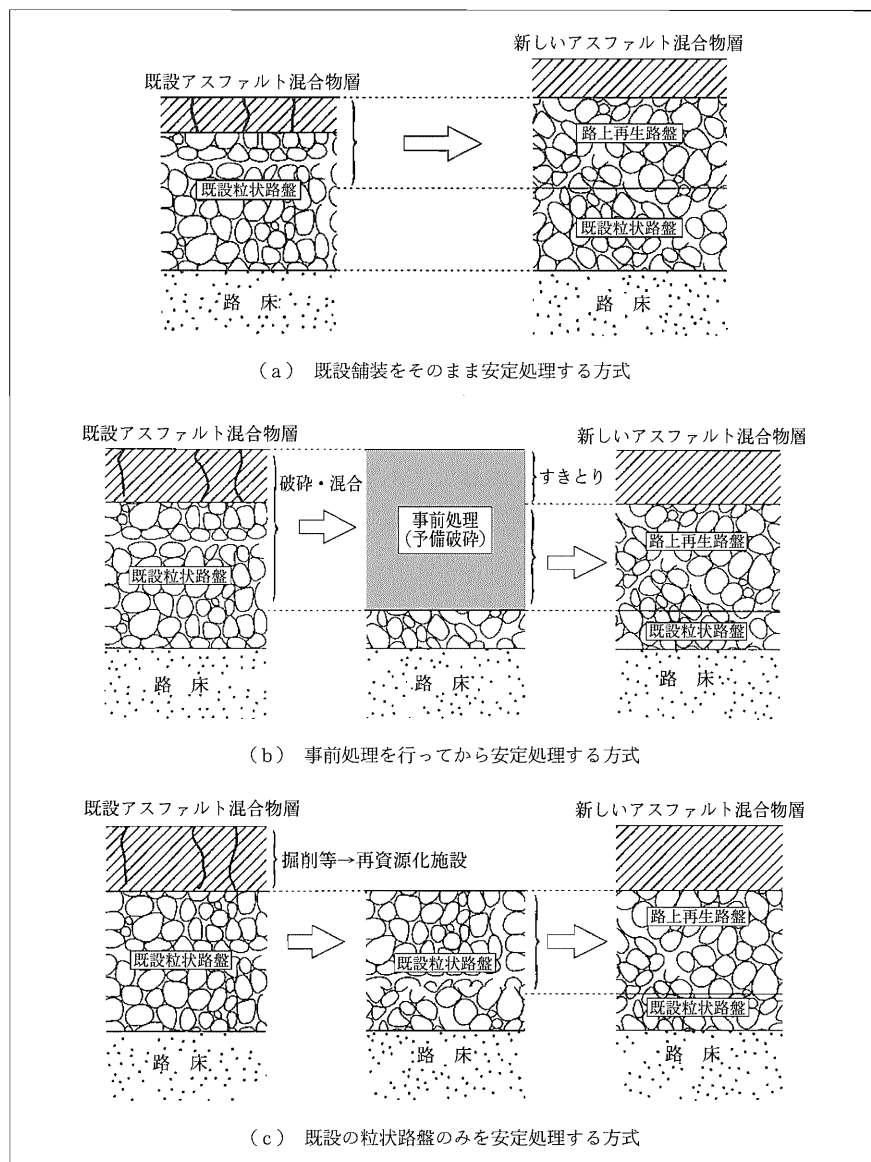 新しいアスファルト混合物層
既設アスファルト混合物層
路上再生路盤
既設粒状路盤
既設粒状路盤
路 床
路 床
(a) 既設舗装をそのまま安定処理する方式
既設アスファルト混合物層
新しいアスファルト混合物層
破砕・混合
すきとり
事前処理
(予備破砕)
路上再生路盤
既設粒状路盤
既設粒状路盤
路 床
路 床
路 床
(b) 事前処理を行ってから安定処理する方式
既設アスファルト混合物層
新しいアスファルト混合物層
掘削等→再資源化施設
路上再生路盤
既設粒状路盤
既設粒状路盤
既設粒状路盤
路 床
路 床
路 床
(c) 既設の粒状路盤のみを安定処理する方式